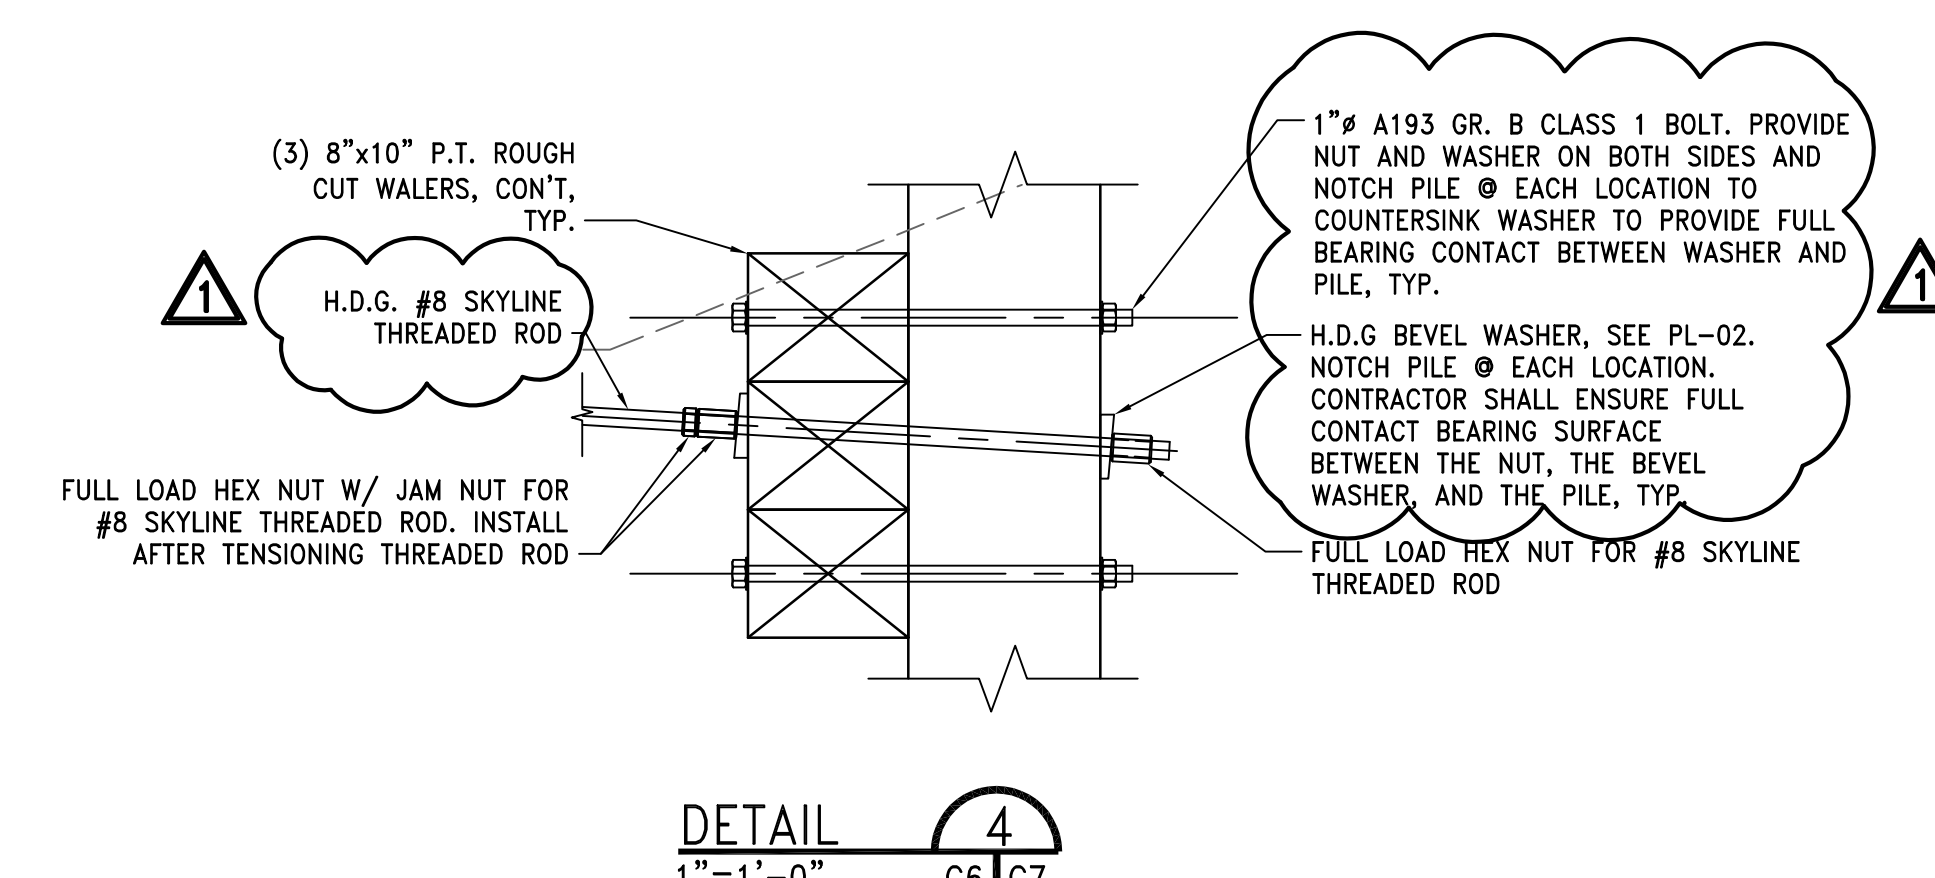 (3) 8"x10" P.T. ROUGH
CUT WALERS, CON'T,
TYP.
1
H.D.G. #8 SKYLINE
THREADED ROD
FULL LOAD HEX NUT W/ JAM NUT FOR
#8 SKYLINE THREADED ROD. INSTALL
AFTER TENSIONING THREADED ROD
1"ø A193 GR. B CLASS 1 BOLT. PROVIDE
NUT AND WASHER ON BOTH SIDES AND
NOTCH PILE @ EACH LOCATION TO
COUNTERSINK WASHER TO PROVIDE FULL
BEARING CONTACT BETWEEN WASHER AND
PILE, TYP.
1
H.D.G BEVEL WASHER, SEE PL-02.
NOTCH PILE @ EACH LOCATION.
CONTRACTOR SHALL ENSURE FULL
CONTACT BEARING SURFACE
BETWEEN THE NUT, THE BEVEL
WASHER, AND THE PILE, TYP.
FULL LOAD HEX NUT FOR #8 SKYLINE
THREADED ROD
DETAIL 4
1"=1'-0"